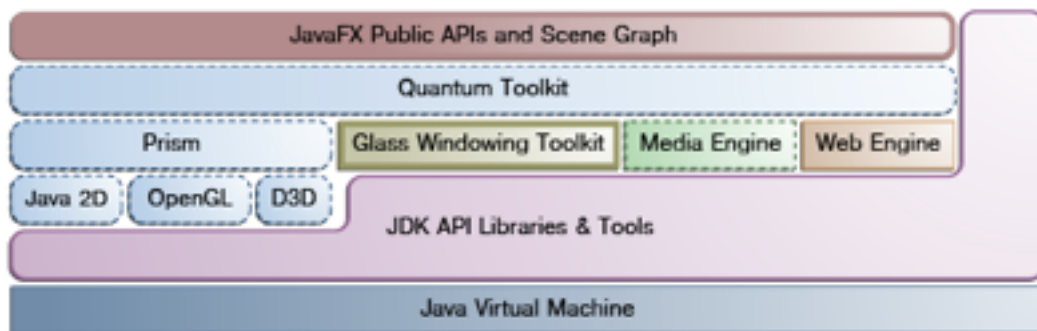 JavaFX Public APIs and Scene Graph
Quantum Toolkit
Prism
Glass Windowing Toolkit
Media Engine
Web Engine
Java 2D
OpenGL
D3D
JDK API Libraries & Tools
Java Virtual Machine